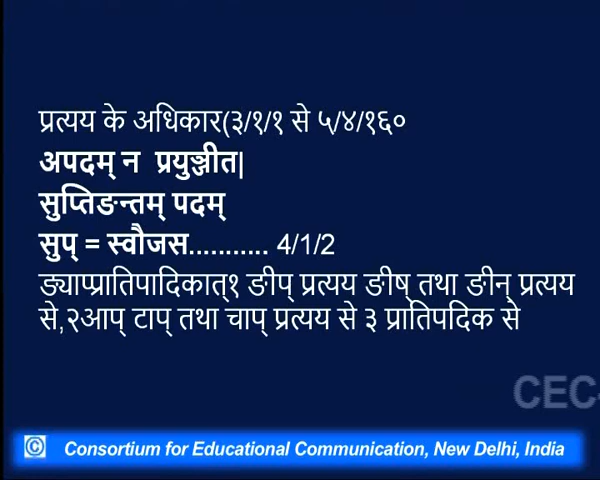 प्रत्यय के अधिकार(३/१/१ से ५/४/१६०
अपदम् न प्रयुञ्जीत|
सुप्तिङन्तम् पदम्
सुप् = स्वौजस........... 4/1/2
ङ्याप्प्रातिपादिकात्१ ङीप् प्रत्यय ङीष् तथा ङीन् प्रत्यय
से,२आप् टाप् तथा चाप् प्रत्यय से ३ प्रातिपदिक से
CEC-
© Consortium for Educational Communication, New Delhi, India